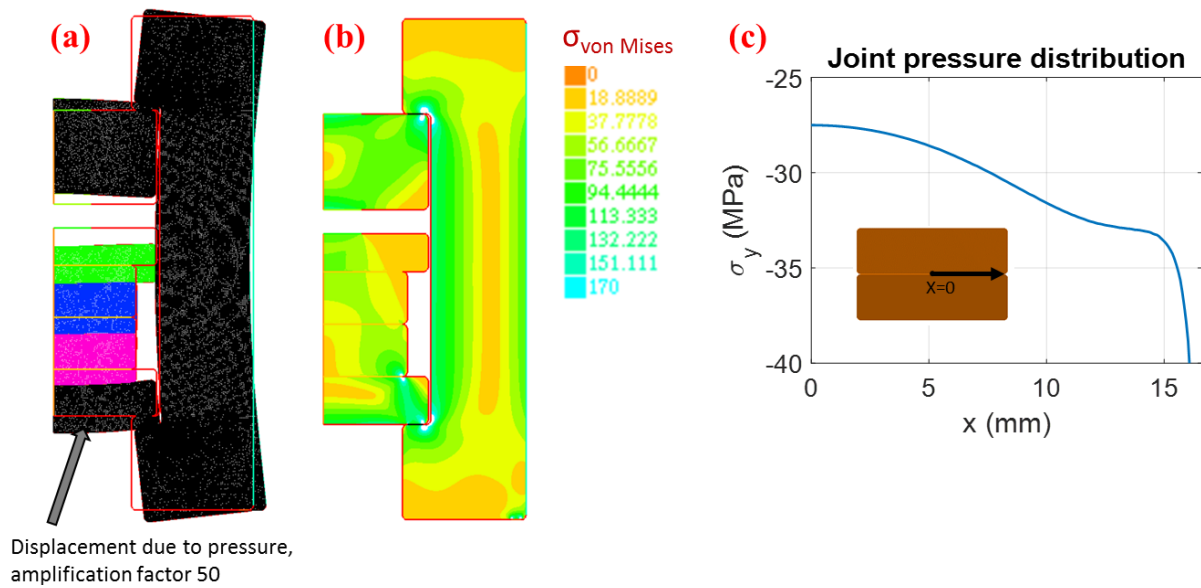 (a)
(b)
σvon Mises
0
18.8889
37.7778
56.6667
75.5556
94.4444
113.333
132.222
151.111
170
Displacement due to pressure,
amplification factor 50
(c)
Joint pressure distribution
-25
-30
-35
-40
σy (MPa)
X=0
0 5 10 15
x (mm)